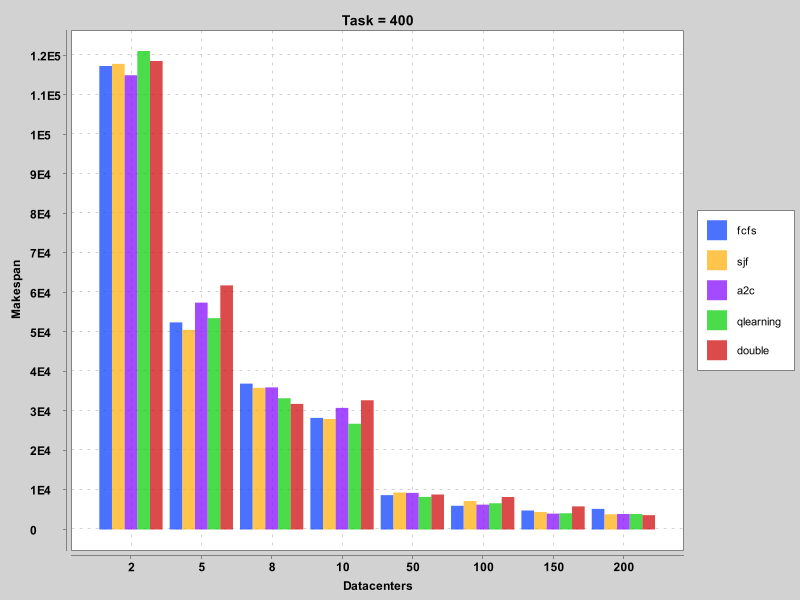 Task = 400
1.2E5
1.1E5
1E5
9E4
8E4
7E4
6E4
5E4
4E4
3E4
2E4
1E4
0
Makespan
2 5 8 10 50 100 150 200
Datacenters
fcfs
sjf
a2c
qlearning
double